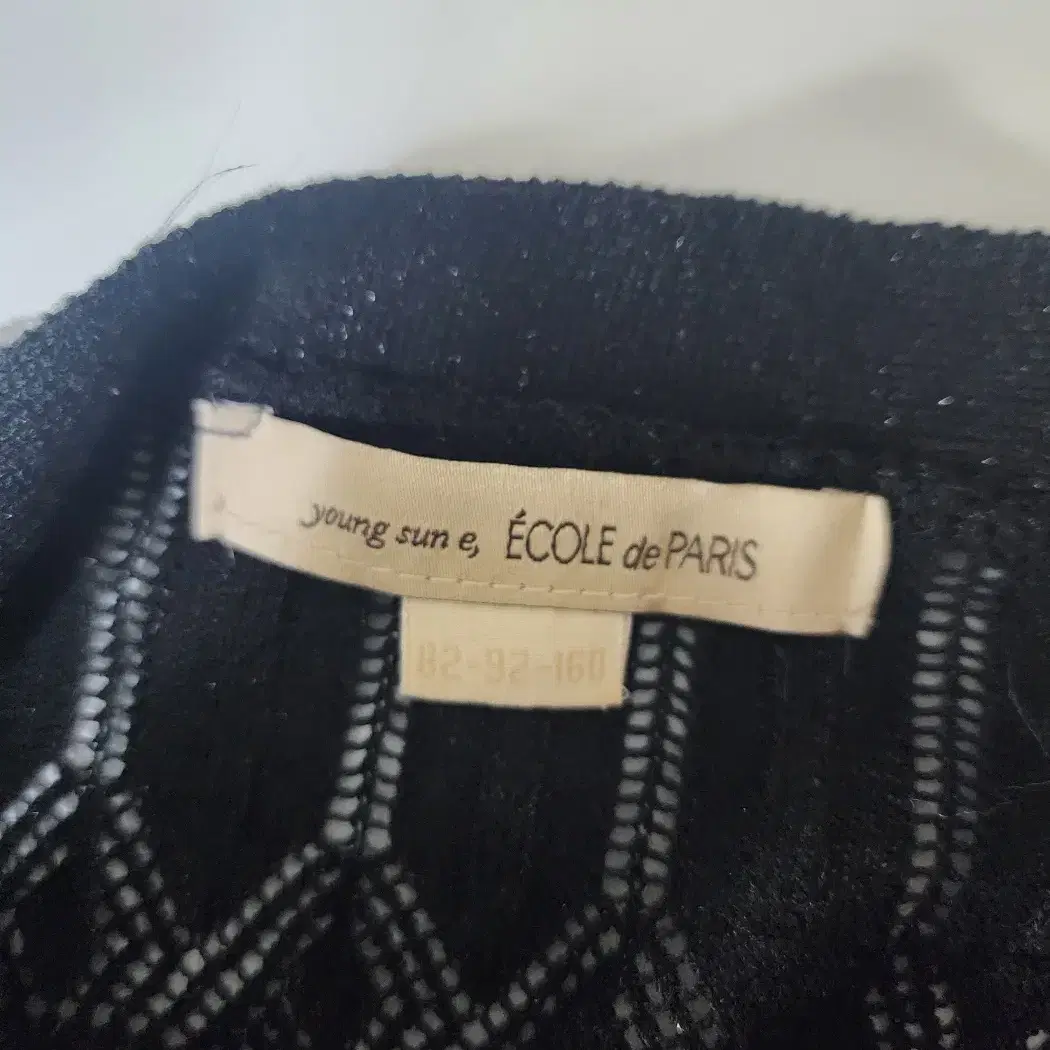 young sun e, ÉCOLE de PARIS
82-92-160